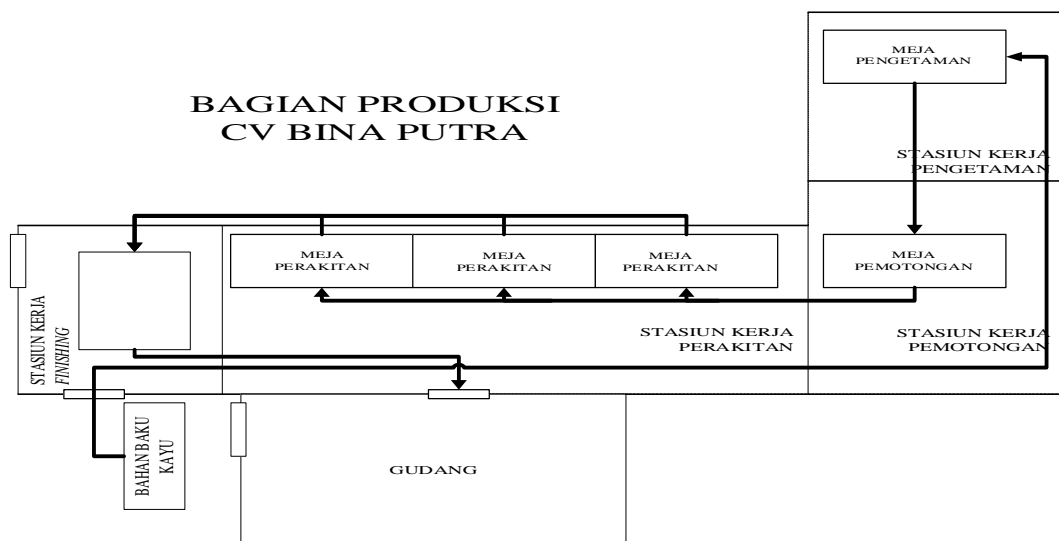 BAGIAN PRODUKSI
CV BINA PUTRA
MEJA
PENGETAMAN
STASIUN KERJA
PENGETAMAN
MEJA
PERAKITAN
MEJA
PERAKITAN
MEJA
PERAKITAN
MEJA
PEMOTONGAN
STASIUN KERJA
FINISHING
STASIUN KERJA
PERAKITAN
STASIUN KERJA
PEMOTONGAN
BAHAN BAKU
KAYU
GUDANG